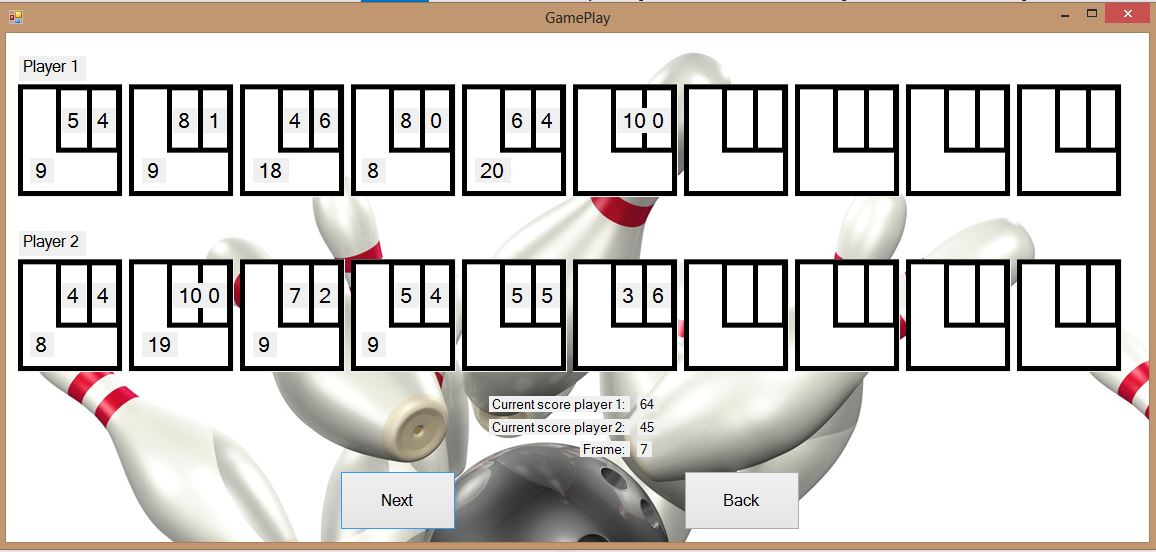 GamePlay
Player 1
5 4 8 1 4 6 8 0 6 4 10 0
9 9 18 8 20
Player 2
4 4 10 0 7 2 5 4 5 5 3 6
8 19 9 9
Current score player 1: 64
Current score player 2: 45
Frame: 7
Next Back